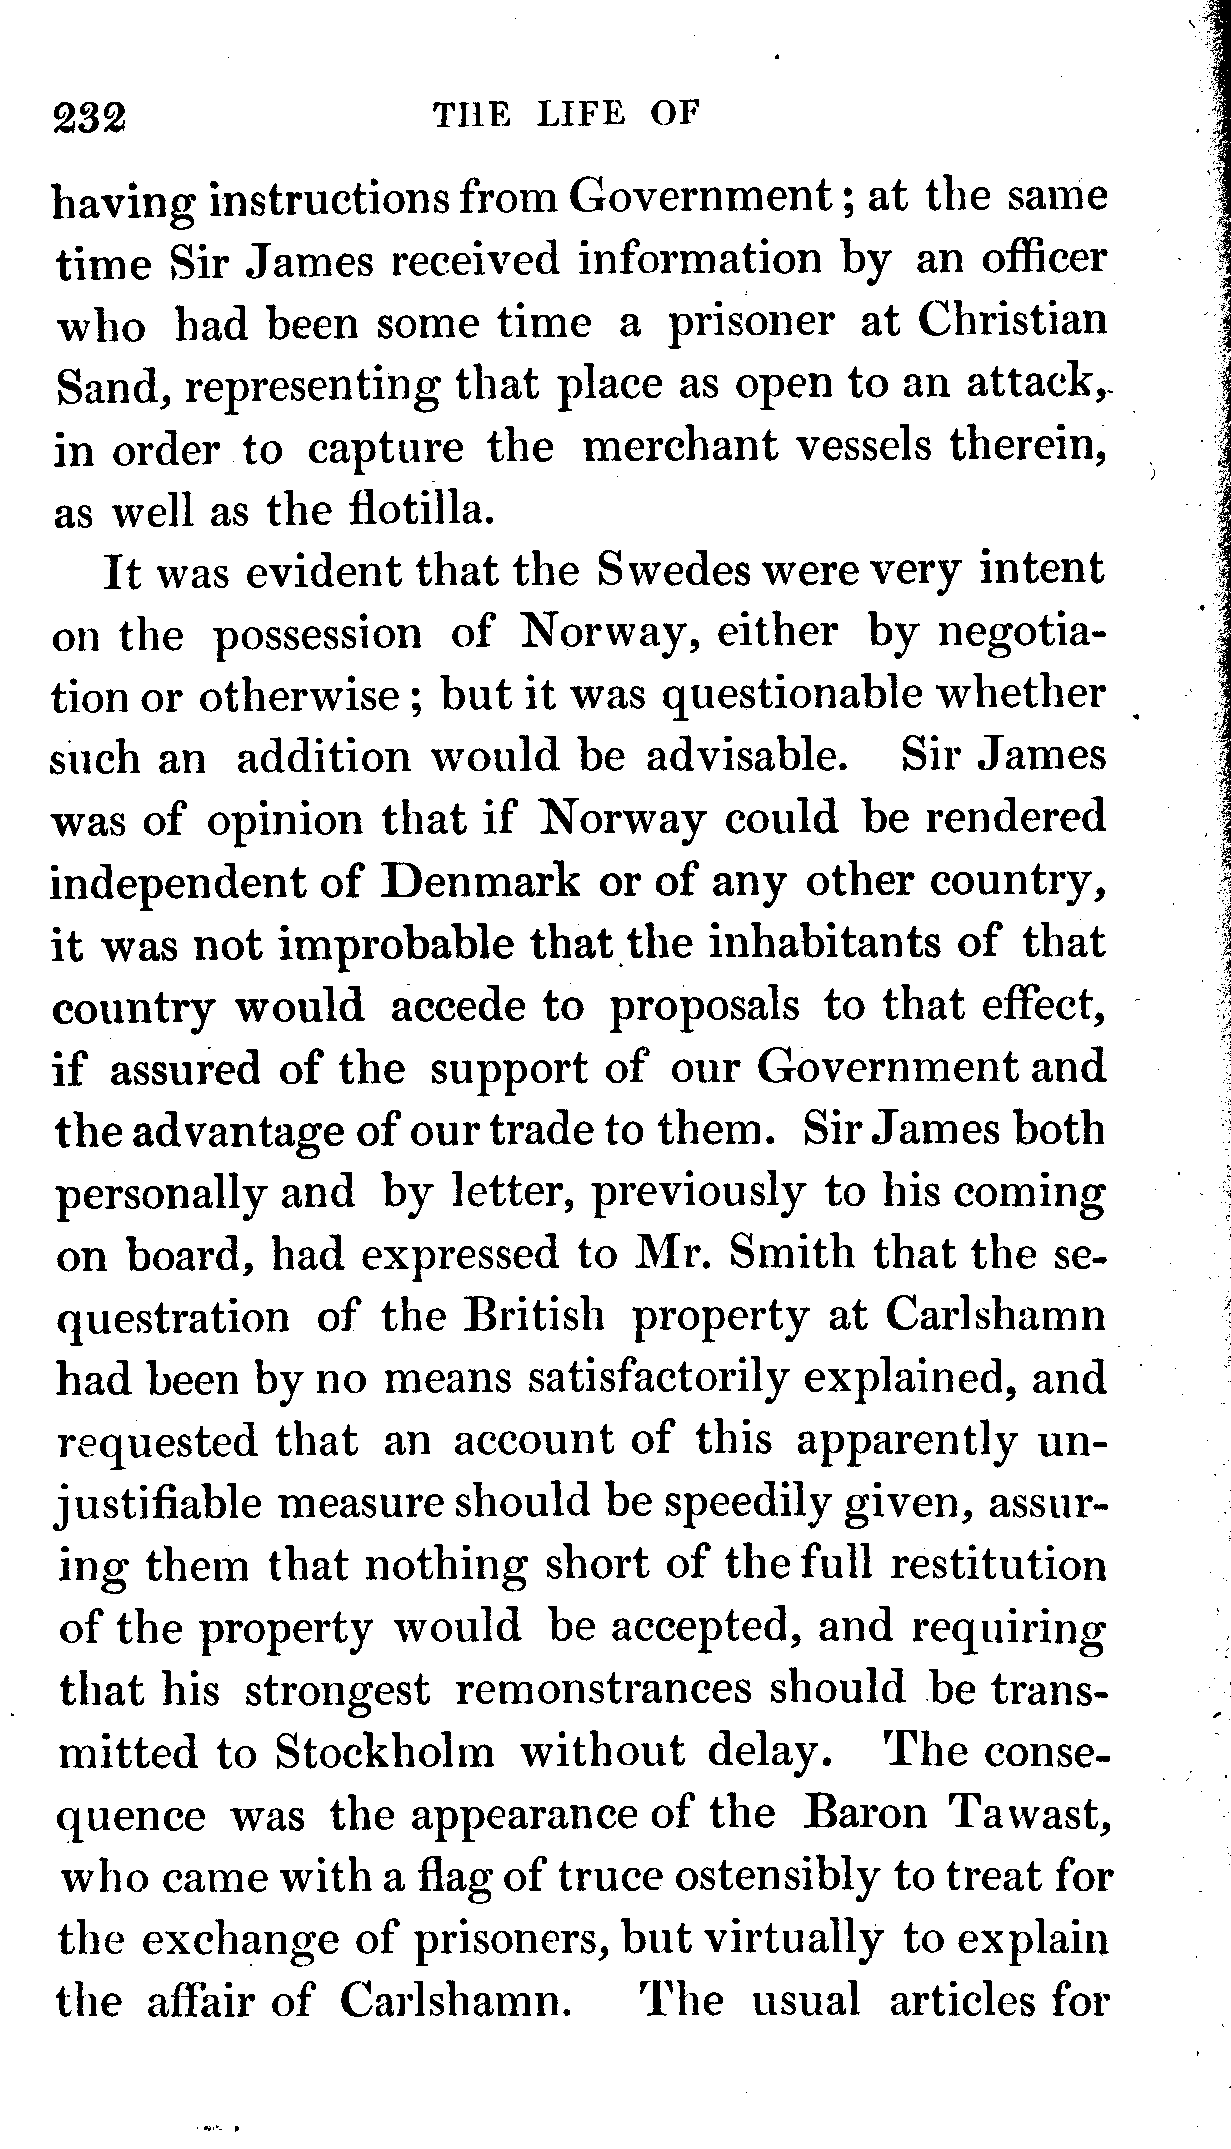 232 THE LIFE OF
having instructions from Government; at the same
time Sir James received information by an officer
who had been some time a prisoner at Christian
Sand, representing that place as open to an attack,
in order to capture the merchant vessels therein,
as well as the flotilla.
It was evident that the Swedes were very intent
on the possession of Norway, either by negotia-
tion or otherwise; but it was questionable whether
such an addition would be advisable. Sir James
was of opinion that if Norway could be rendered
independent of Denmark or of any other country,
it was not improbable that the inhabitants of that
country would accede to proposals to that effect,
if assured of the support of our Government and
the advantage of our trade to them. Sir James both
personally and by letter, previously to his coming
on board, had expressed to Mr. Smith that the se-
questration of the British property at Carlshamn
had been by no means satisfactorily explained, and
requested that an account of this apparently un-
justifiable measure should be speedily given, assur-
ing them that nothing short of the full restitution
of the property would be accepted, and requiring
that his strongest remonstrances should be trans-
mitted to Stockholm without delay. The conse-
quence was the appearance of the Baron Tawast,
who came with a flag of truce ostensibly to treat for
the exchange of prisoners, but virtually to explain
the affair of Carlshamn. The usual articles for